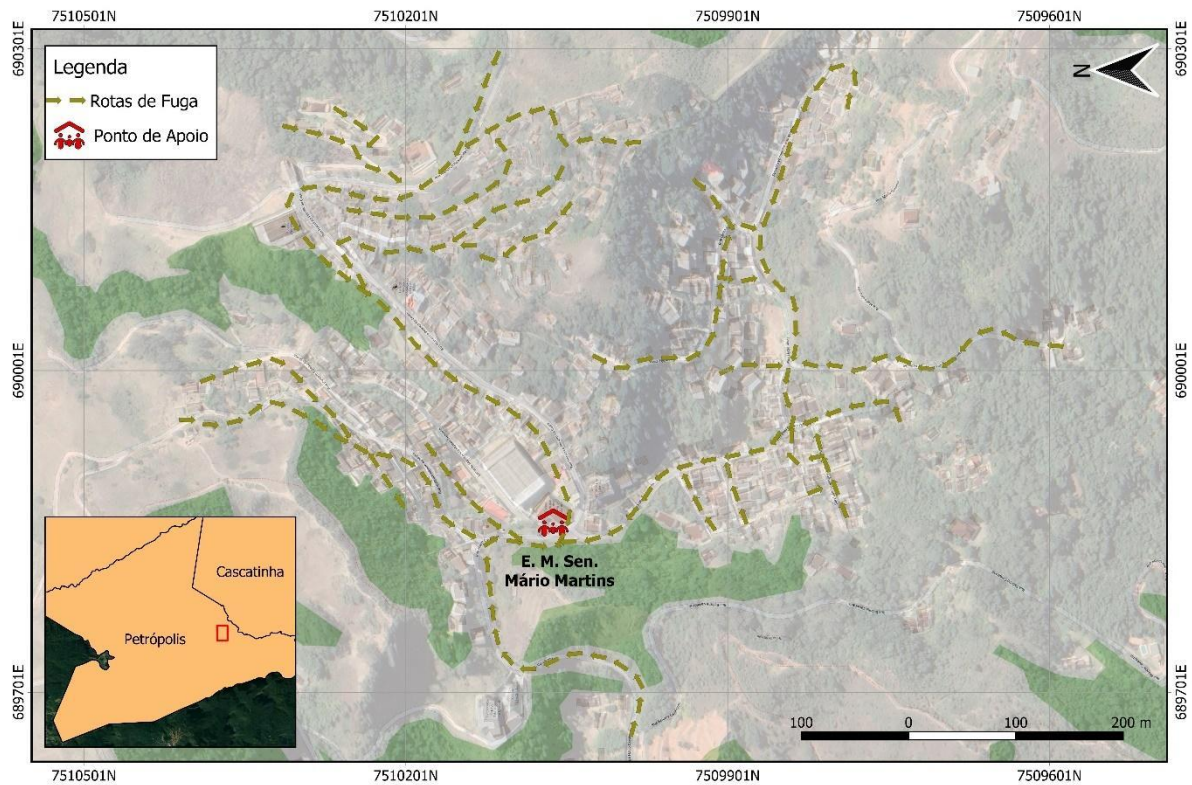 7510501N
7510201N
7509901N
7509601N
690301E
690301E
Legenda
Rotas de Fuga
Ponto de Apoio
N
690001E
690001E
E. M. Sen.
Mário Martins
Cascatinha
Petrópolis
689701E
689701E
100
0
100
200 m
7510501N
7510201N
7509901N
7509601N